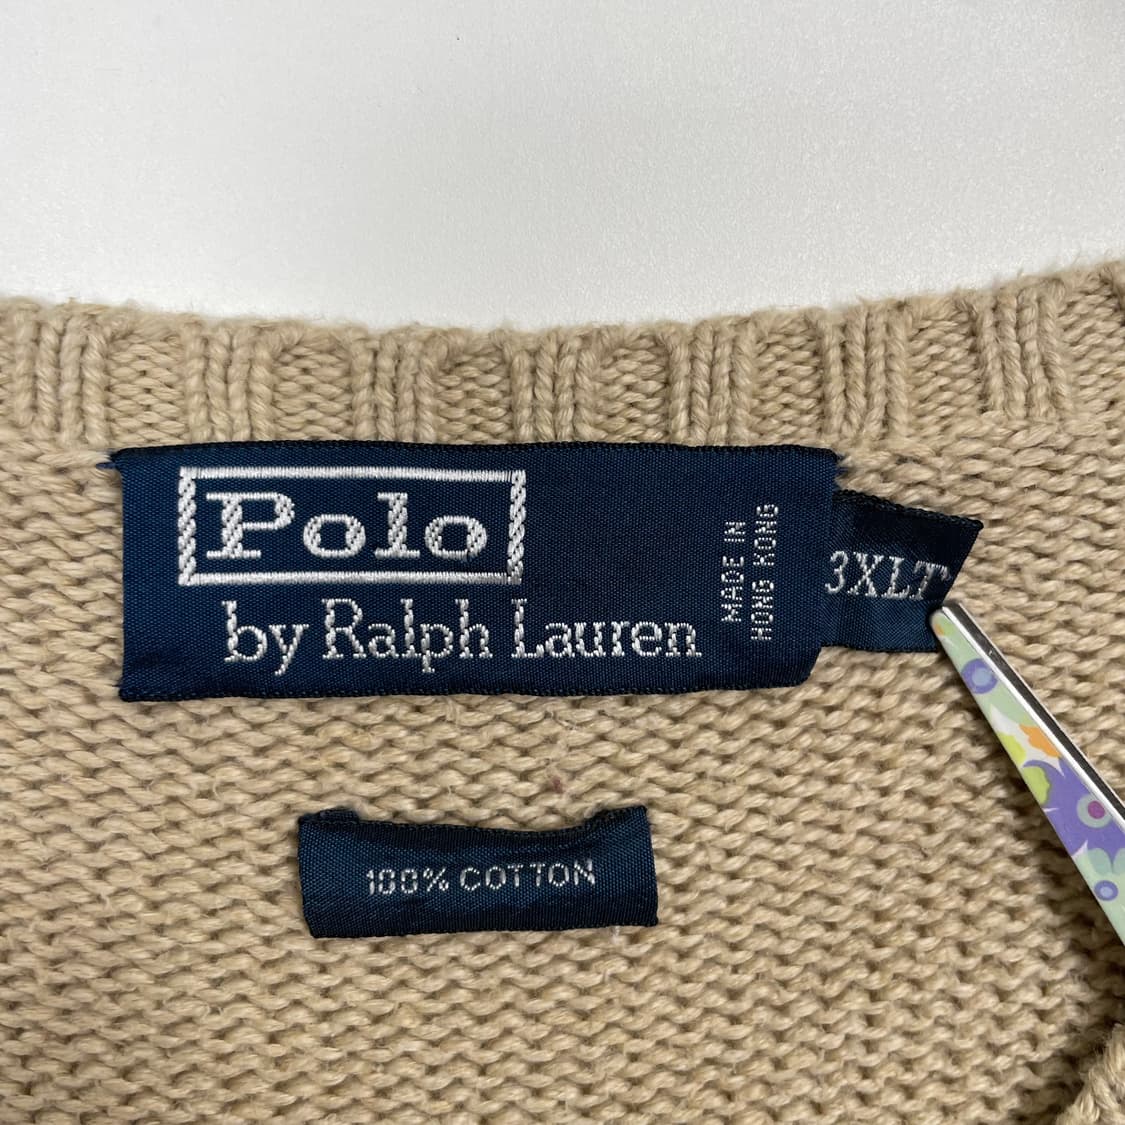 Polo
by Ralph Lauren
MADE IN
HONG KONG
3XLT
100% COTTON